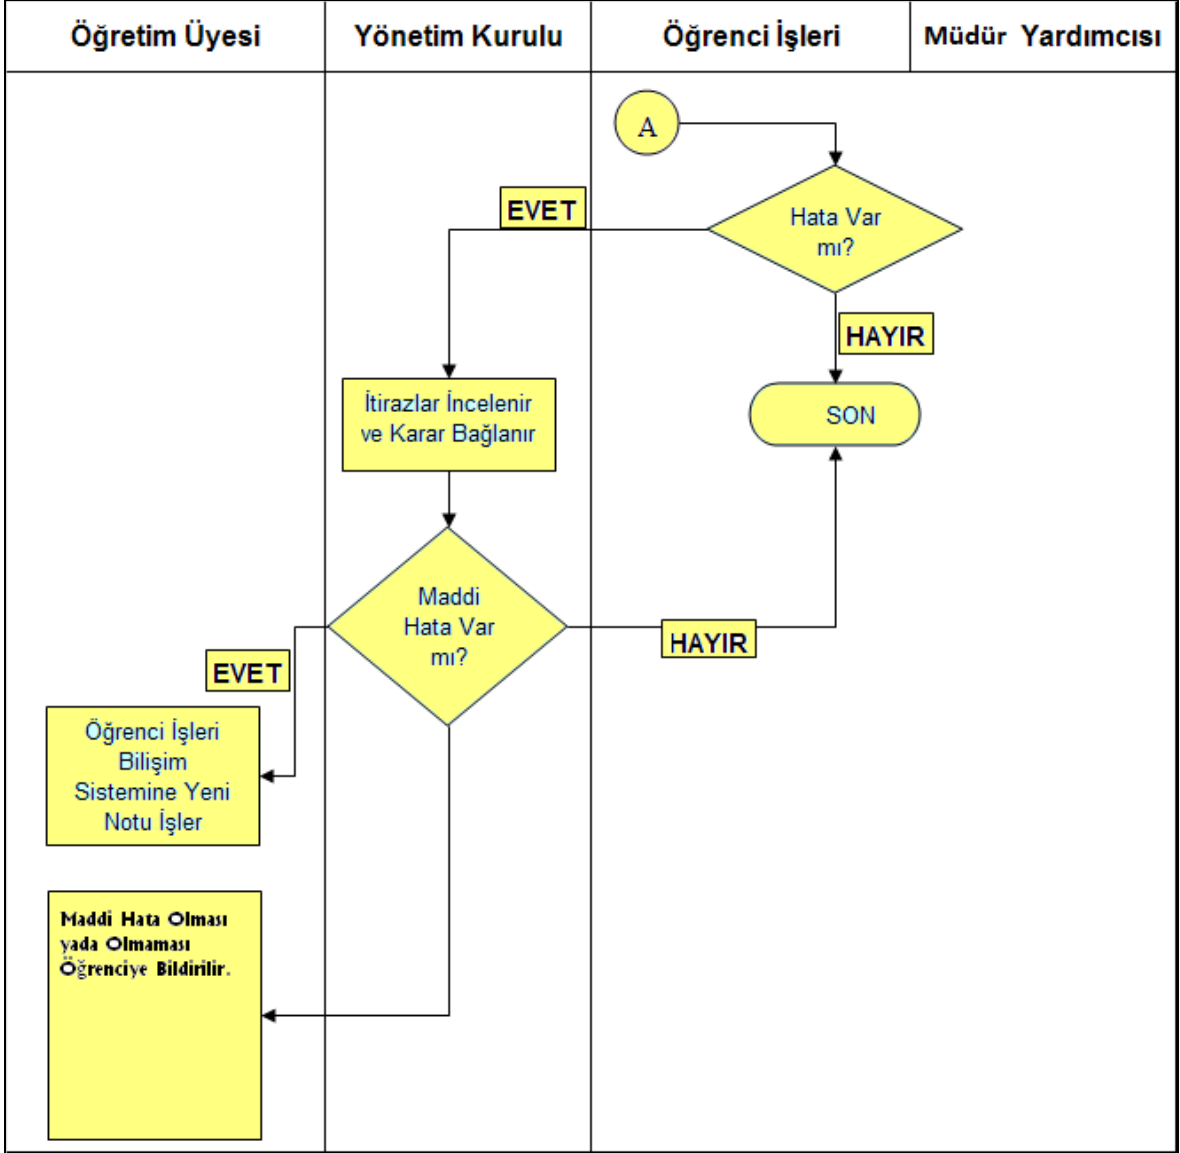 Öğretim Üyesi
Yönetim Kurulu
Öğrenci İşleri
Müdür Yardımcısı
A
Hata Var
mı?
EVET
HAYIR
SON
İtirazlar İncelenir
ve Karar Bağlanır
Maddi
Hata Var
mı?
HAYIR
EVET
Öğrenci İşleri
Bilişim
Sistemine Yeni
Notu İşler
Maddi Hata Olması
yada Olmaması
Öğrenciye Bildirilir.